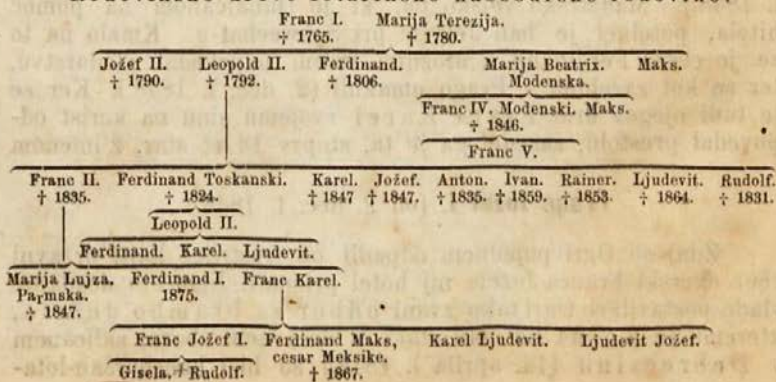 Franc I. Marija Terezija.
† 1765. † 1780.
Jožef II. Leopold II. Ferdinand. Marija Beatrix. Maks.
† 1790. † 1792. † 1806. Modenska.
Franc IV. Modenski. Maks.
† 1846.
Franc V.
Franc II. Ferdinand Toskanski. Karel. Jožef. Anton. Ivan. Rainer. Ljudevit. Rudolf.
† 1835. † 1824. † 1847 † 1847. † 1835. † 1859. † 1853. † 1864. † 1831.
Leopold II.
Ferdinand. Karel. Ljudevit.
Marija Lujza. Ferdinand I. Franc Karel.
Parmska. 1875.
† 1847.
Franc Jožef I. Ferdinand Maks, Karel Ljudevit. Ljudevit Jožef.
cesar Meksike.
Gisela. Rudolf. † 1867.